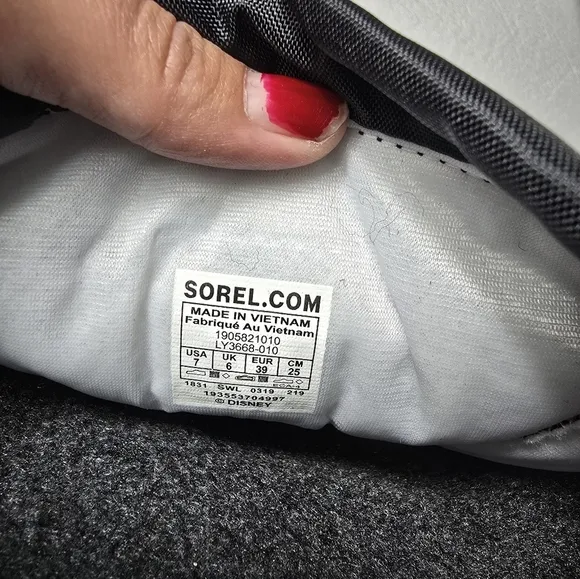 SOREL.COM
MADE IN VIETNAM
Fabriqué Au Vietnam
1905821010
LY3668-010
USA UK EUR CM
7 6 39 25
1831 SWL 0319 219
193553704997
© DISNEY